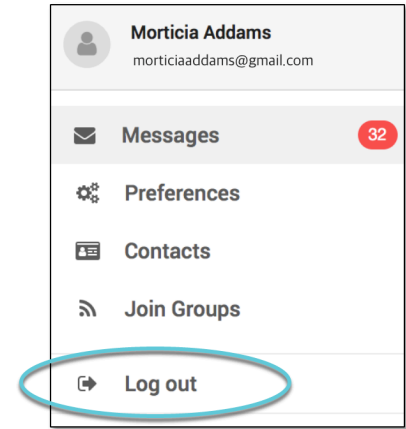 Morticia Addams
morticiaaddams@gmail.com
Messages 32
Preferences
Contacts
Join Groups
Log out